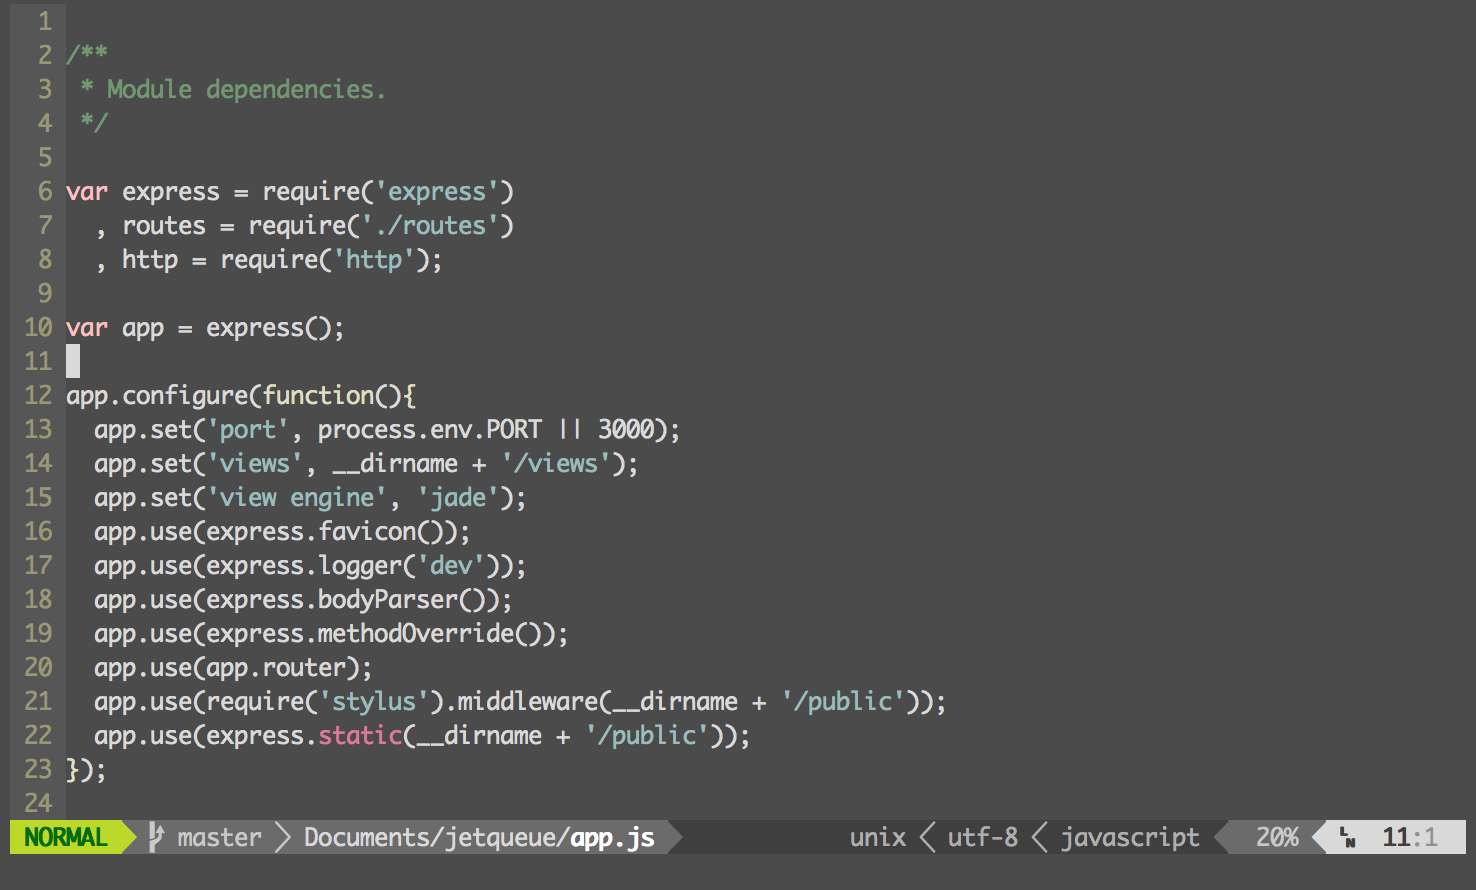 1
2 /**
3  * Module dependencies.
4  */
5
6 var express = require('express')
7   , routes = require('./routes')
8   , http = require('http');
9
10 var app = express();
11
12 app.configure(function(){
13   app.set('port', process.env.PORT || 3000);
14   app.set('views', __dirname + '/views');
15   app.set('view engine', 'jade');
16   app.use(express.favicon());
17   app.use(express.logger('dev'));
18   app.use(express.bodyParser());
19   app.use(express.methodOverride());
20   app.use(app.router);
21   app.use(require('stylus').middleware(__dirname + '/public'));
22   app.use(express.static(__dirname + '/public'));
23 });
24
NORMAL master Documents/jetqueue/app.js unix utf-8 javascript 20% LN 11:1